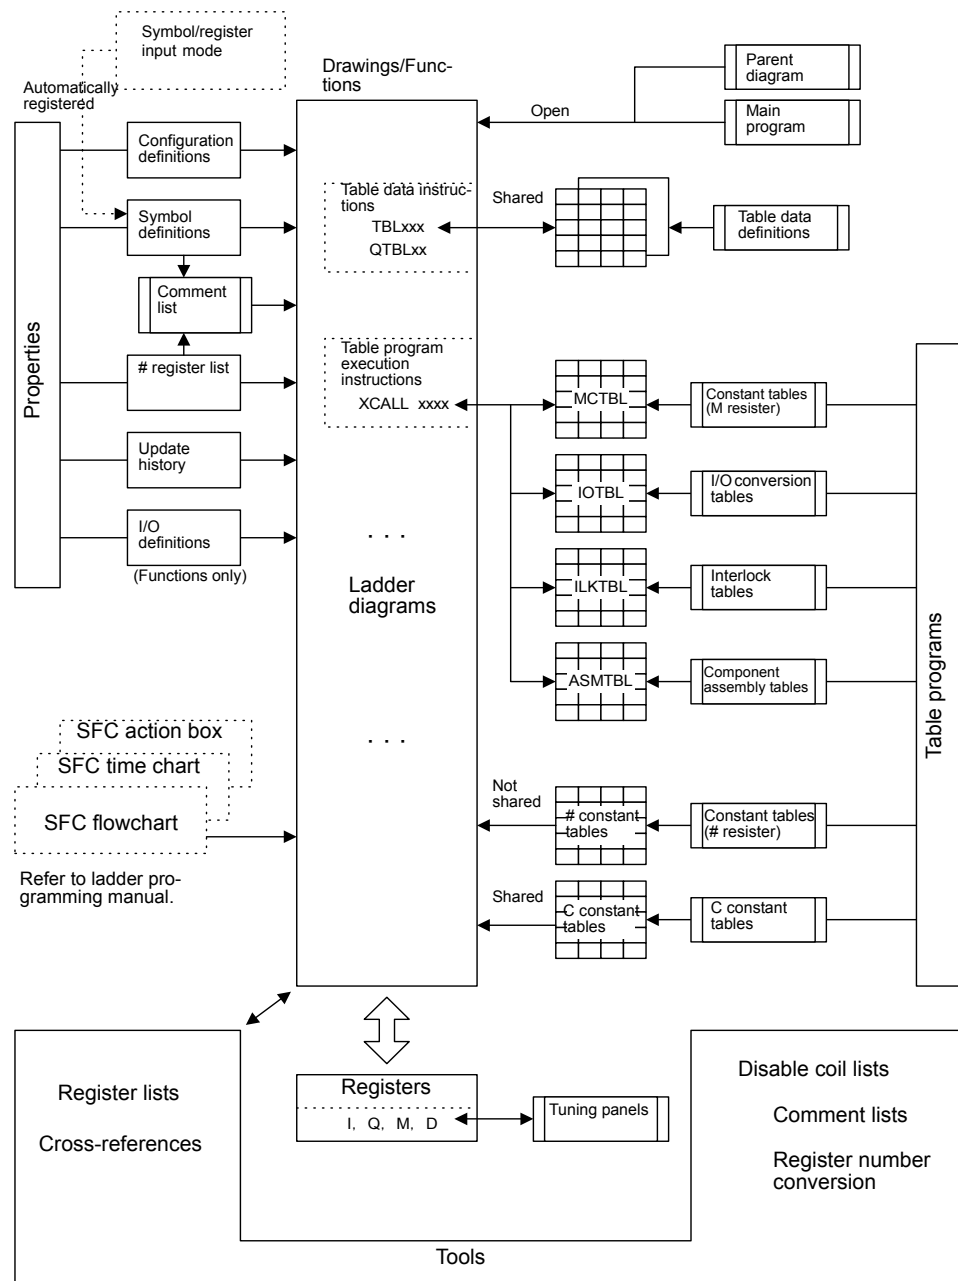 Symbol/register
input mode
Automatically
registered
Drawings/Func-
tions
Parent
diagram
Open
Main
program
Properties
Configuration
definitions
Symbol
definitions
Comment
list
# register list
Update
history
I/O
definitions
(Functions only)
Table data instruc-
tions
TBLxxx
QTBLxx
Shared
Table data
definitions
Table program
execution
instructions
XCALL xxxx
MCTBL
Constant tables
(M resister)
IOTBL
I/O conversion
tables
ILKTBL
Interlock
tables
ASMTBL
Component
assembly tables
Table programs
. . .
Ladder
diagrams
. . .
SFC action box
SFC time chart
SFC flowchart
Refer to ladder pro-
gramming manual.
Not
shared
# constant
tables
Constant tables
(# resister)
Shared
C constant
tables
C constant
tables
Register lists
Cross-references
Registers
I, Q, M, D
Tuning panels
Disable coil lists
Comment lists
Register number
conversion
Tools